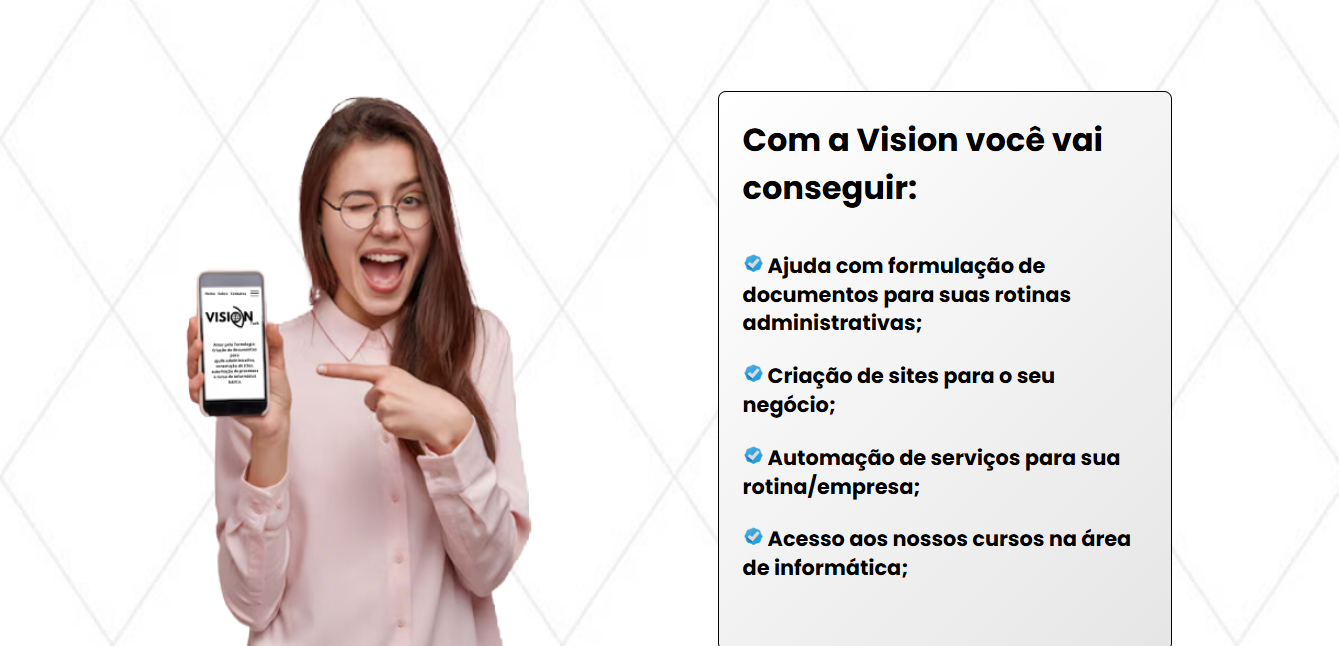 Home Sobre Contatos
VISION
Com a Vision você vai
conseguir:
Ajuda com formulação de
documentos para suas rotinas
administrativas;
Criação de sites para o seu
negócio;
Automação de serviços para sua
rotina/empresa;
Acesso aos nossos cursos na área
de informática;